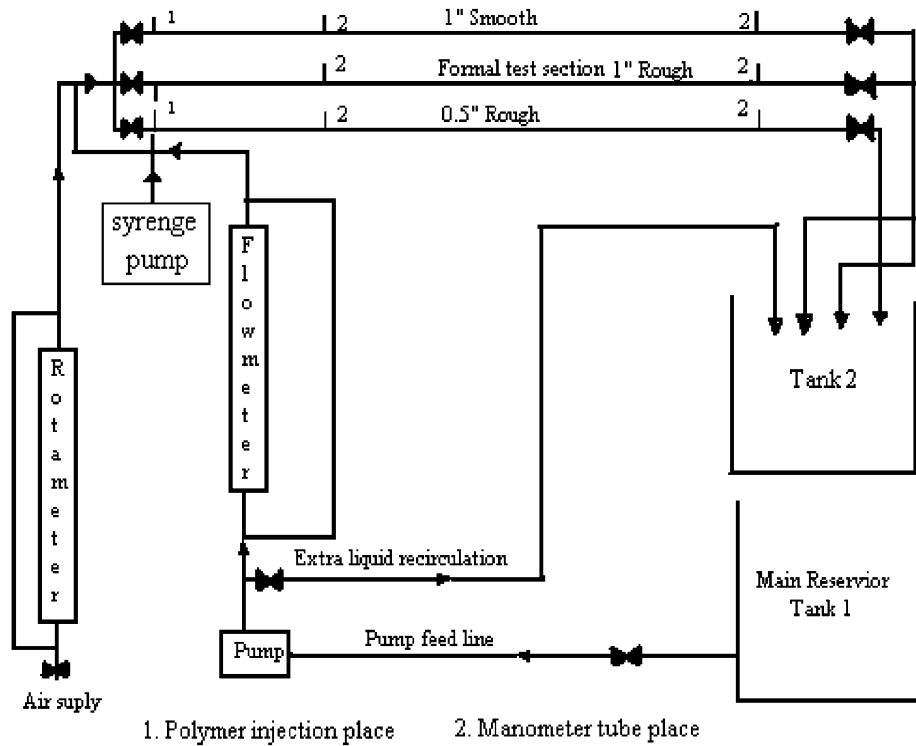 1
2
1" Smooth
2
2
Formal test section 1" Rough
2
1
2
0.5" Rough
2
syrenge
pump
Flowmeter
Rotameter
Tank 2
Extra liquid recirculation
Main Reservior
Tank 1
Pump
Pump feed line
Air suply
1. Polymer injection place
2. Manometer tube place